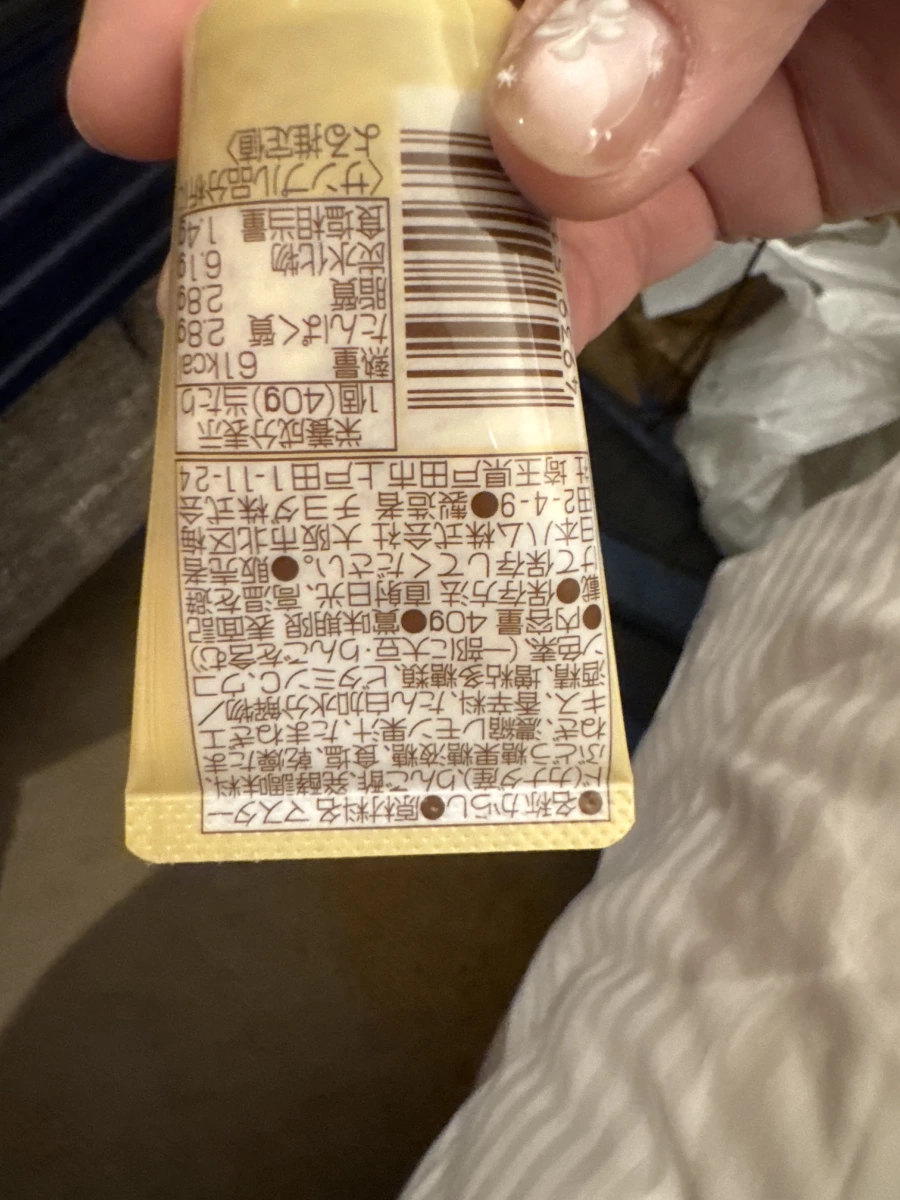 ●名称 からし ●原材料名 マスター
ド(カナダ産)、りんご酢、発酵調味料、
ぶどう糖果糖液糖、食塩、乾燥たま
ねぎ、濃縮レモン果汁、たまねぎエ
キス、香辛料、たん白加水分解物/
酒精、増粘多糖類、ビタミンC、ウコ
ン色素、(一部に大豆・りんごを含む)
●内容量 40g ●賞味期限 表面記
載 ●保存方法 直射日光、高温を避
けて保存してください。 ●販売者
日本ハム株式会社 大阪市北区梅
田2-4-9 ●製造者 チヨダ株式会
社 埼玉県戸田市上戸田1-11-24
栄養成分表示
1個(40g)当たり
熱量 61kca
たんぱく質 2.8g
脂質 2.8g
炭水化物 6.1g
食塩相当量 1.4g
〈サンプル品分析に
よる推定値〉